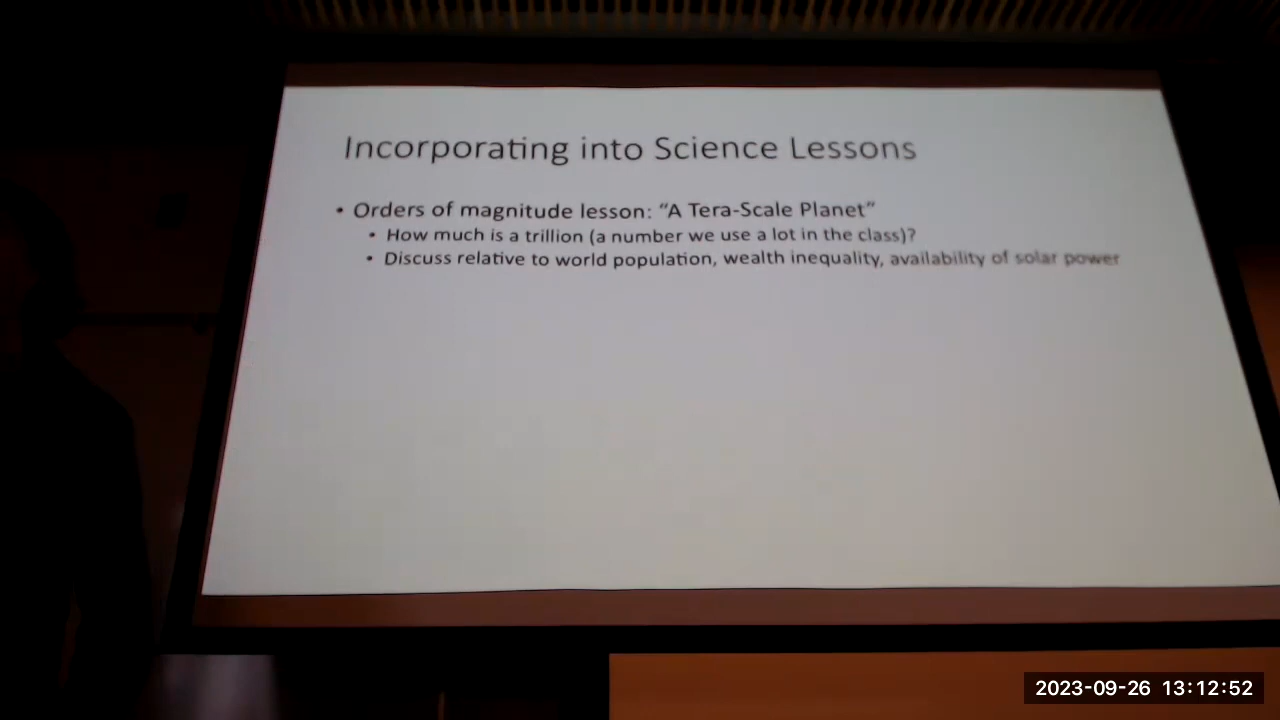 Incorporating into Science Lessons
• Orders of magnitude lesson: “A Tera-Scale Planet”
• How much is a trillion (a number we use a lot in the class)?
• Discuss relative to world population, wealth inequality, availability of solar power
2023-09-26 13:12:52